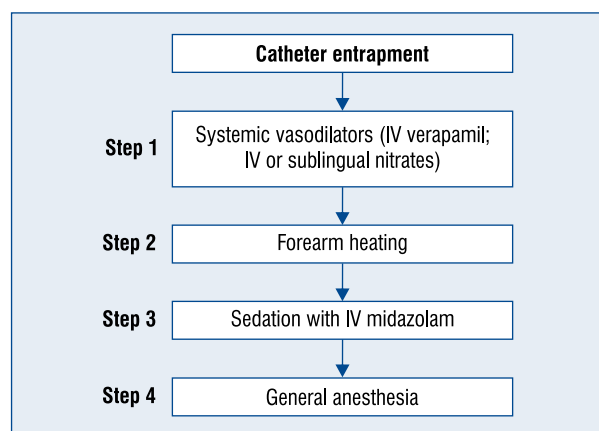 Catheter entrapment
Step 1
Systemic vasodilators (IV verapamil;
IV or sublingual nitrates)
Step 2
Forearm heating
Step 3
Sedation with IV midazolam
Step 4
General anesthesia